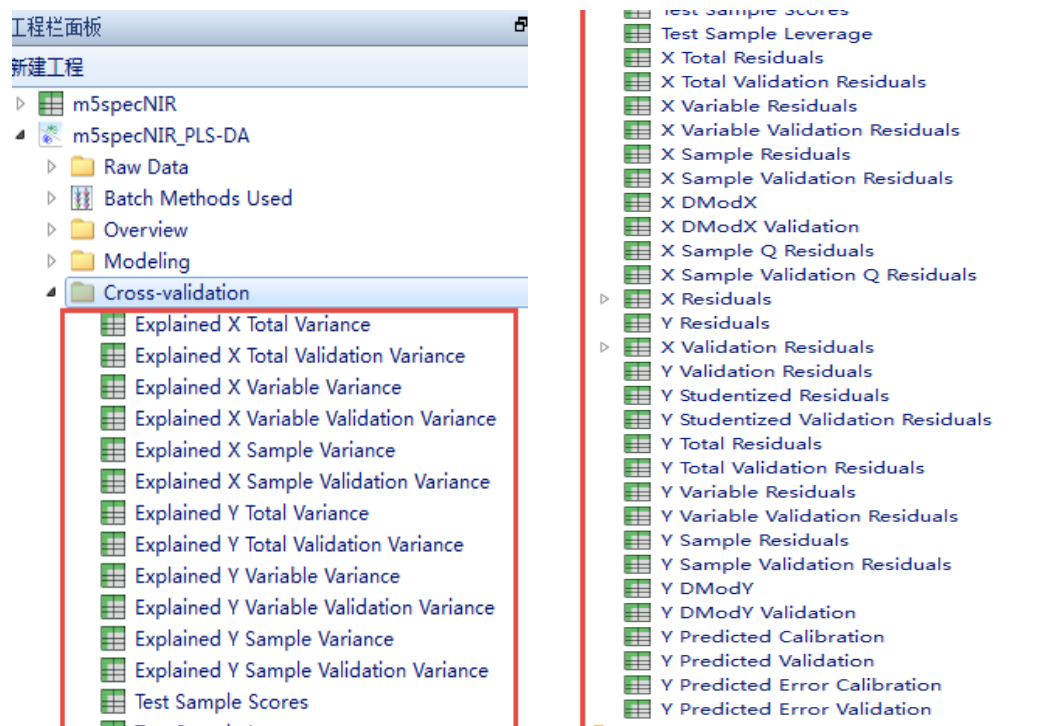 工程栏面板
新建工程
m5specNIR
m5specNIR_PLS-DA
Raw Data
Batch Methods Used
Overview
Modeling
Cross-validation
Explained X Total Variance
Explained X Total Validation Variance
Explained X Variable Variance
Explained X Variable Validation Variance
Explained X Sample Variance
Explained X Sample Validation Variance
Explained Y Total Variance
Explained Y Total Validation Variance
Explained Y Variable Variance
Explained Y Variable Validation Variance
Explained Y Sample Variance
Explained Y Sample Validation Variance
Test Sample Scores
Test Sample Scores
Test Sample Leverage
X Total Residuals
X Total Validation Residuals
X Variable Residuals
X Variable Validation Residuals
X Sample Residuals
X Sample Validation Residuals
X DModX
X DModX Validation
X Sample Q Residuals
X Sample Validation Q Residuals
X Residuals
Y Residuals
X Validation Residuals
Y Validation Residuals
Y Studentized Residuals
Y Studentized Validation Residuals
Y Total Residuals
Y Total Validation Residuals
Y Variable Residuals
Y Variable Validation Residuals
Y Sample Residuals
Y Sample Validation Residuals
Y DModY
Y DModY Validation
Y Predicted Calibration
Y Predicted Validation
Y Predicted Error Calibration
Y Predicted Error Validation